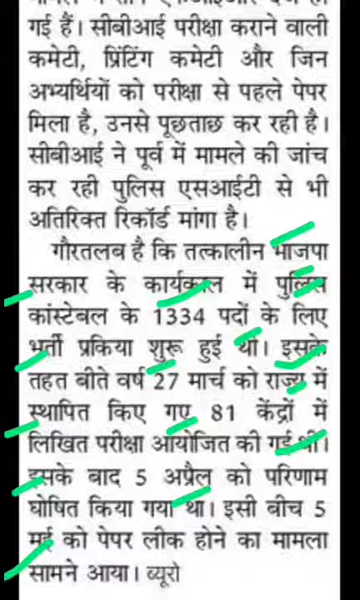 गई हैं। सीबीआई परीक्षा कराने वाली
कमेटी, प्रिंटिंग कमेटी और जिन
अभ्यर्थियों को परीक्षा से पहले पेपर
मिला है, उनसे पूछताछ कर रही है।
सीबीआई ने पूर्व में मामले की जांच
कर रही पुलिस एसआईटी से भी
अतिरिक्त रिकॉर्ड मांगा है।
गौरतलब है कि तत्कालीन भाजपा
सरकार के कार्यकाल में पुलिस
कांस्टेबल के 1334 पदों के लिए
भर्ती प्रक्रिया शुरू हुई थी। इसके
तहत बीते वर्ष 27 मार्च को राज्य में
स्थापित किए गए 81 केंद्रों में
लिखित परीक्षा आयोजित की गई थी।
इसके बाद 5 अप्रैल को परिणाम
घोषित किया गया था। इसी बीच 5
मई को पेपर लीक होने का मामला
सामने आया। ब्यूरो